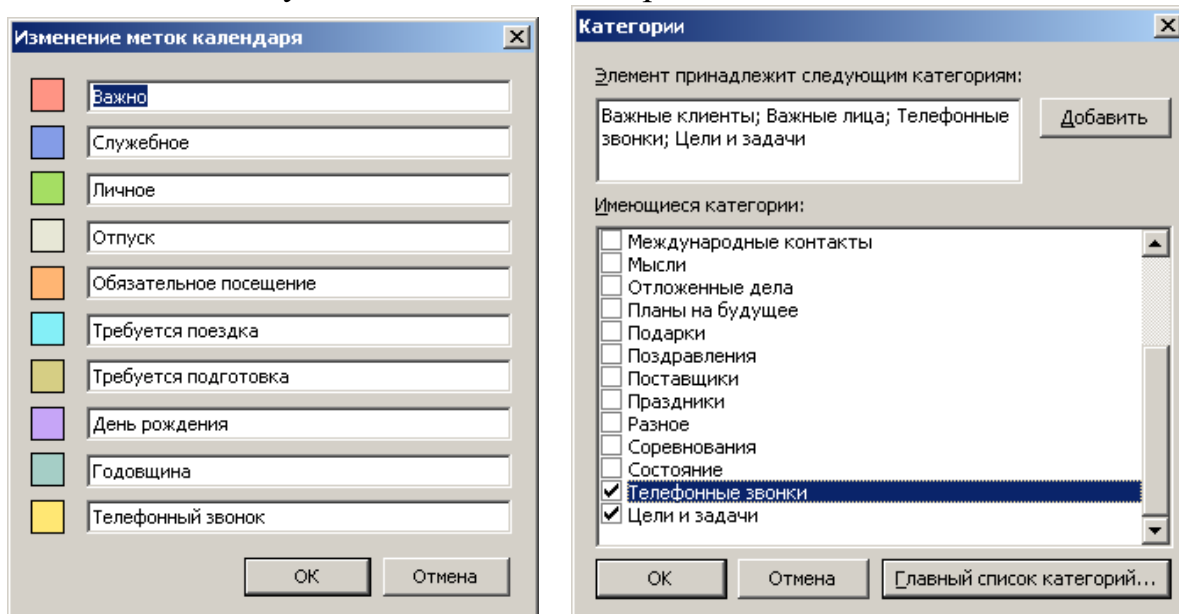 Изменение меток календаря
Важно
Служебное
Личное
Отпуск
Обязательное посещение
Требуется поездка
Требуется подготовка
День рождения
Годовщина
Телефонный звонок
ОК
Отмена
Категории
Элемент принадлежит следующим категориям:
Важные клиенты; Важные лица; Телефонные
звонки; Цели и задачи
Добавить
Имеющиеся категории:
Международные контакты
Мысли
Отложенные дела
Планы на будущее
Подарки
Поздравления
Поставщики
Праздники
Разное
Соревнования
Состояние
Телефонные звонки
Цели и задачи
ОК
Отмена
Главный список категорий...